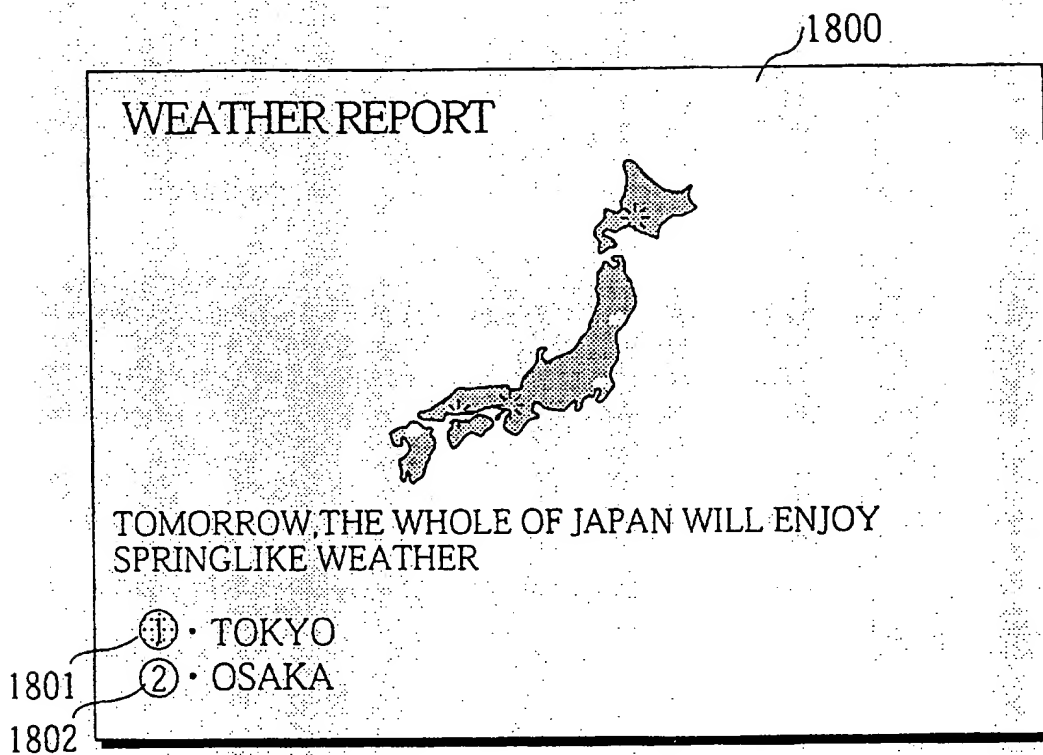 1800
WEATHER REPORT
TOMORROW, THE WHOLE OF JAPAN WILL ENJOY
SPRINGLIKE WEATHER
1 · TOKYO
1801
2 · OSAKA
1802